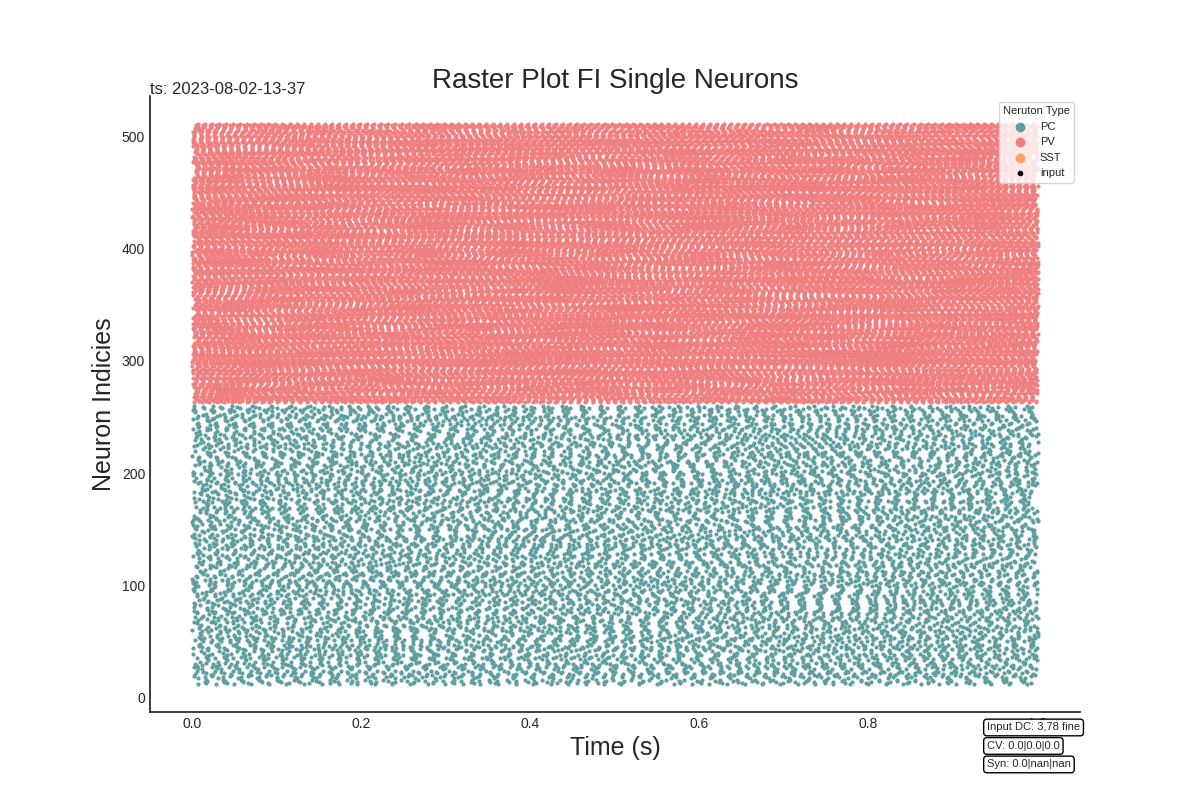 Raster Plot FI Single Neurons
ts: 2023-08-02-13-37
Neruton Type
PC
PV
SST
input
Neuron Indicies
500
400
300
200
100
0
0.0
0.2
0.4
0.6
0.8
Time (s)
Input DC: 3,78 fine
CV: 0.0|0.0|0.0
Syn: 0.0|nan|nan